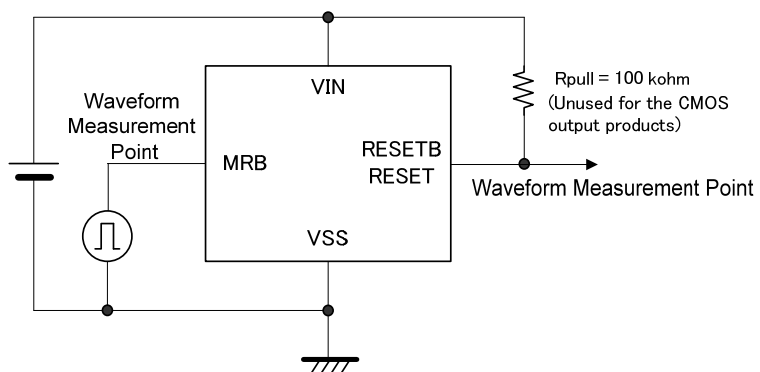 VIN
Rpull = 100 kohm
(Unused for the CMOS
output products)
Waveform
Measurement
Point
MRB
RESETB
RESET
Waveform Measurement Point
VSS